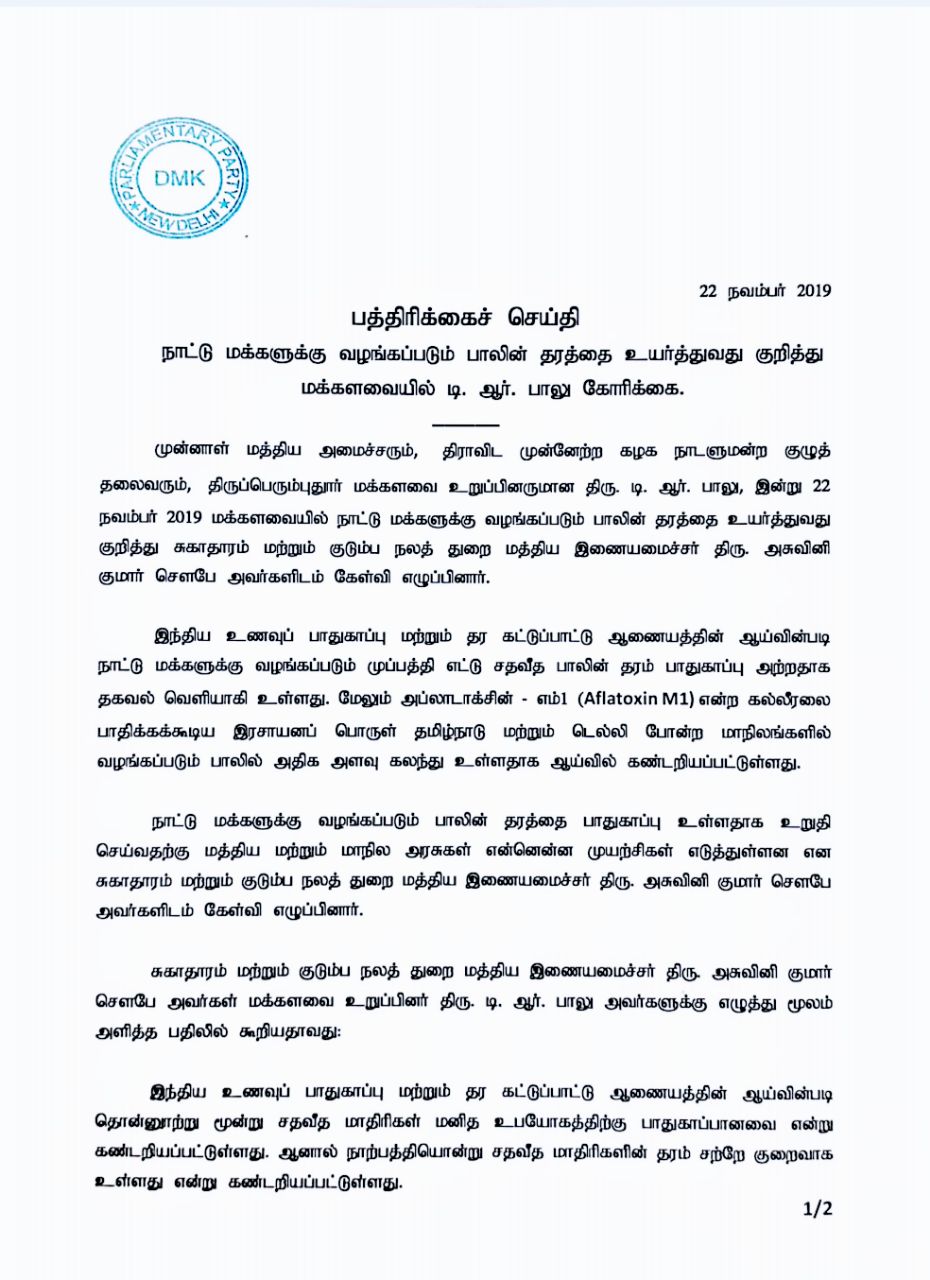 PARLIAMENTARY PARTY
DMK
NEW DELHI
22 நவம்பர் 2019
பத்திரிக்கைச் செய்தி
நாட்டு மக்களுக்கு வழங்கப்படும் பாலின் தரத்தை உயர்த்துவது குறித்து
மக்களவையில் டி. ஆர். பாலு கோரிக்கை.
முன்னாள் மத்திய அமைச்சரும், திராவிட முன்னேற்ற கழக நாடளுமன்ற குழுத்
தலைவரும், திருப்பெரும்புதூர் மக்களவை உறுப்பினருமான திரு. டி. ஆர். பாலு, இன்று 22
நவம்பர் 2019 மக்களவையில் நாட்டு மக்களுக்கு வழங்கப்படும் பாலின் தரத்தை உயர்த்துவது
குறித்து சுகாதாரம் மற்றும் குடும்ப நலத் துறை மத்திய இணையமைச்சர் திரு. அசுவினி
குமார் சௌபே அவர்களிடம் கேள்வி எழுப்பினார்.
இந்திய உணவுப் பாதுகாப்பு மற்றும் தர கட்டுப்பாட்டு ஆணையத்தின் ஆய்வின்படி
நாட்டு மக்களுக்கு வழங்கப்படும் முப்பத்தி எட்டு சதவீத பாலின் தரம் பாதுகாப்பு அற்றதாக
தகவல் வெளியாகி உள்ளது. மேலும் அப்லாடாக்சின் - எம்1 (Aflatoxin M1) என்ற கல்லீரலை
பாதிக்கக்கூடிய இரசாயனப் பொருள் தமிழ்நாடு மற்றும் டெல்லி போன்ற மாநிலங்களில்
வழங்கப்படும் பாலில் அதிக அளவு கலந்து உள்ளதாக ஆய்வில் கண்டறியப்பட்டுள்ளது.
நாட்டு மக்களுக்கு வழங்கப்படும் பாலின் தரத்தை பாதுகாப்பு உள்ளதாக உறுதி
செய்வதற்கு மத்திய மற்றும் மாநில அரசுகள் என்னென்ன முயற்சிகள் எடுத்துள்ளன என
சுகாதாரம் மற்றும் குடும்ப நலத் துறை மத்திய இணையமைச்சர் திரு. அசுவினி குமார் சௌபே
அவர்களிடம் கேள்வி எழுப்பினார்.
சுகாதாரம் மற்றும் குடும்ப நலத் துறை மத்திய இணையமைச்சர் திரு. அசுவினி குமார்
சௌபே அவர்கள் மக்களவை உறுப்பினர் திரு. டி. ஆர். பாலு அவர்களுக்கு எழுத்து மூலம்
அளித்த பதிலில் கூறியதாவது:
இந்திய உணவுப் பாதுகாப்பு மற்றும் தர கட்டுப்பாட்டு ஆணையத்தின் ஆய்வின்படி
தொன்னூற்று மூன்று சதவீத மாதிரிகள் மனித உபயோகத்திற்கு பாதுகாப்பானவை என்று
கண்டறியப்பட்டுள்ளது. ஆனால் நாற்பத்தியொன்று சதவீத மாதிரிகளின் தரம் சற்றே குறைவாக
உள்ளது என்று கண்டறியப்பட்டுள்ளது.
1/2